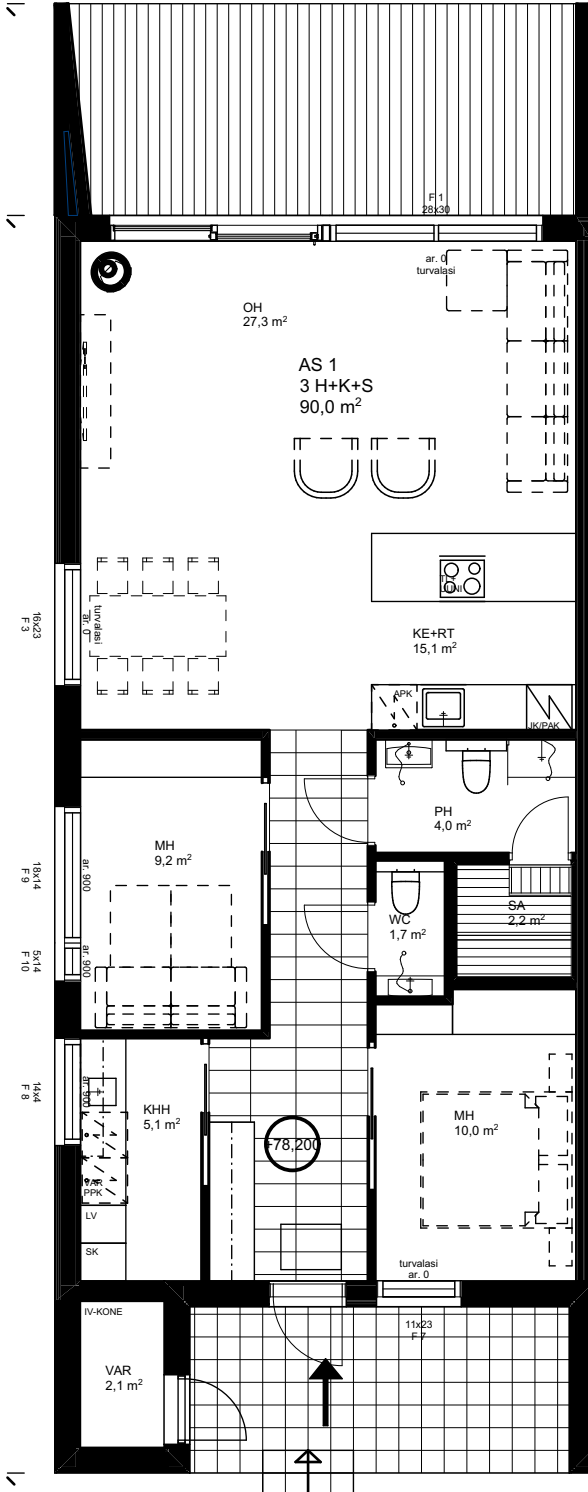 F 1
28x30
ar. 0
turvalasi
OH
27,3 m²
AS 1
3 H+K+S
90,0 m²
16x23
F 3
turvalasi
ar. 0
KE+RT
15,1 m²
APK
JK/PAK
PH
4,0 m²
MH
9,2 m²
18x14
F 9
ar. 900
SA
2,2 m²
WC
1,7 m²
5x14
F 10
ar. 900
14x4
F 8
ar. 900
KHH
5,1 m²
MH
10,0 m²
+78,200
VAR
PPK
LV
SK
turvalasi
ar. 0
IV-KONE
11x23
F 7
VAR
2,1 m²